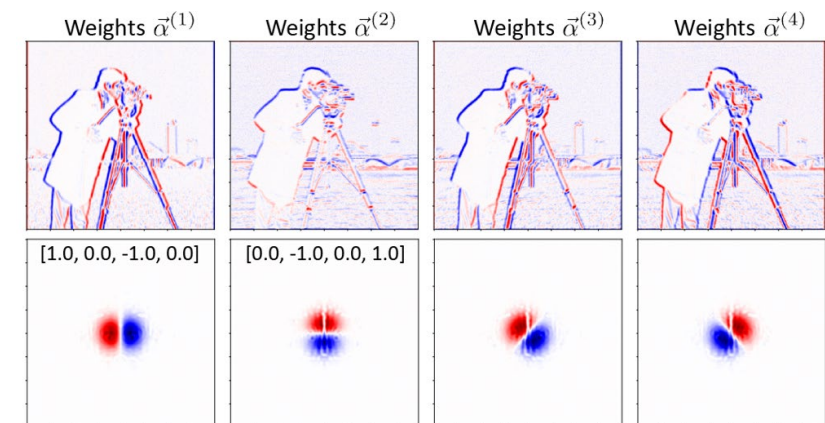 Weights $\vec{\alpha}^{(1)}$
Weights $\vec{\alpha}^{(2)}$
Weights $\vec{\alpha}^{(3)}$
Weights $\vec{\alpha}^{(4)}$
[1.0, 0.0, -1.0, 0.0]
[0.0, -1.0, 0.0, 1.0]